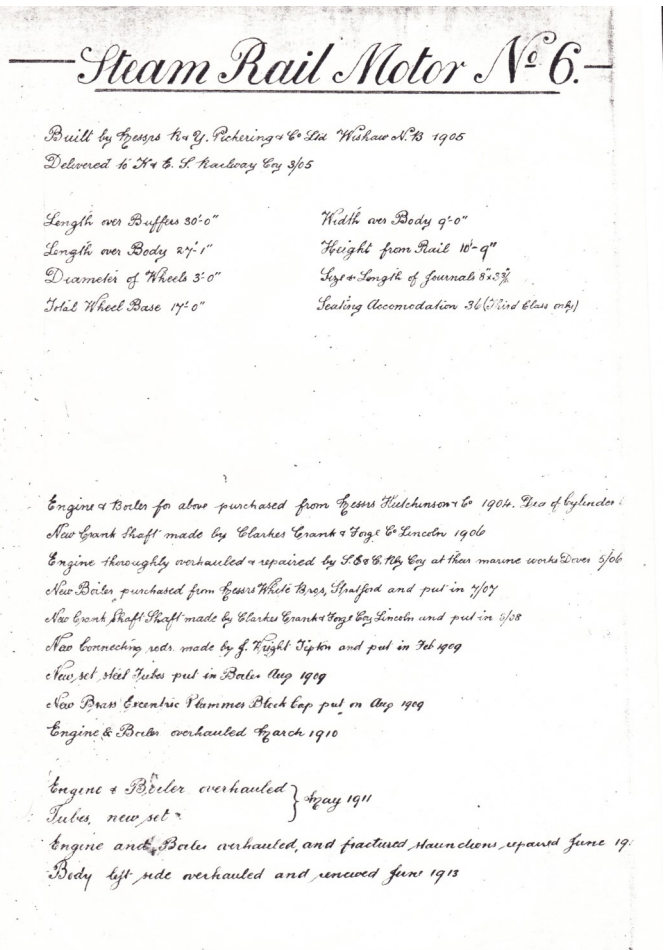 Steam Rail Motor No 6.
Built by Messrs R & Y. Pickering & Co Ltd Wishaw N.B 1905
Delivered to K & E. S. Railway Coy 3/05
Length over Buffers 30'-0"
Width over Body 9'-0"
Length over Body 27'-1"
Height from Rail 10'-9"
Diameter of Wheels 3'-0"
Size & Length of Journals 8"x3
Total Wheel Base 17'-0"
Seating Accomodation 36 (Third Class only)
Engine & Boiler for above purchased from Messrs Hutchinson & Co 1904. Dia of Cylinder
New Crank Shaft made by Clarkes Crank & Forge Co Lincoln 1906
Engine thoroughly overhauled & repaired by S.E & C. Rly Coy at their marine works Dover 5/06
New Boiler purchased from Messrs White Bros, Stratford and put in 7/07
New Crank Shaft Shaft made by Clarkes Crank & Forge Coy Lincoln and put in 5/08
New Connecting rods. made by J. Wright Tipton and put in Feb 1909
New set steel Tubes put in Boiler Aug 1909
New Brass Excentric Block Cap put on Aug 1909
Engine & Boiler overhauled March 1910
Engine & Boiler overhauled } May 1911
Tubes, new set
Engine and Boiler overhauled, and fractured staunchions repaired June 19
Body left side overhauled and renewed June 1913